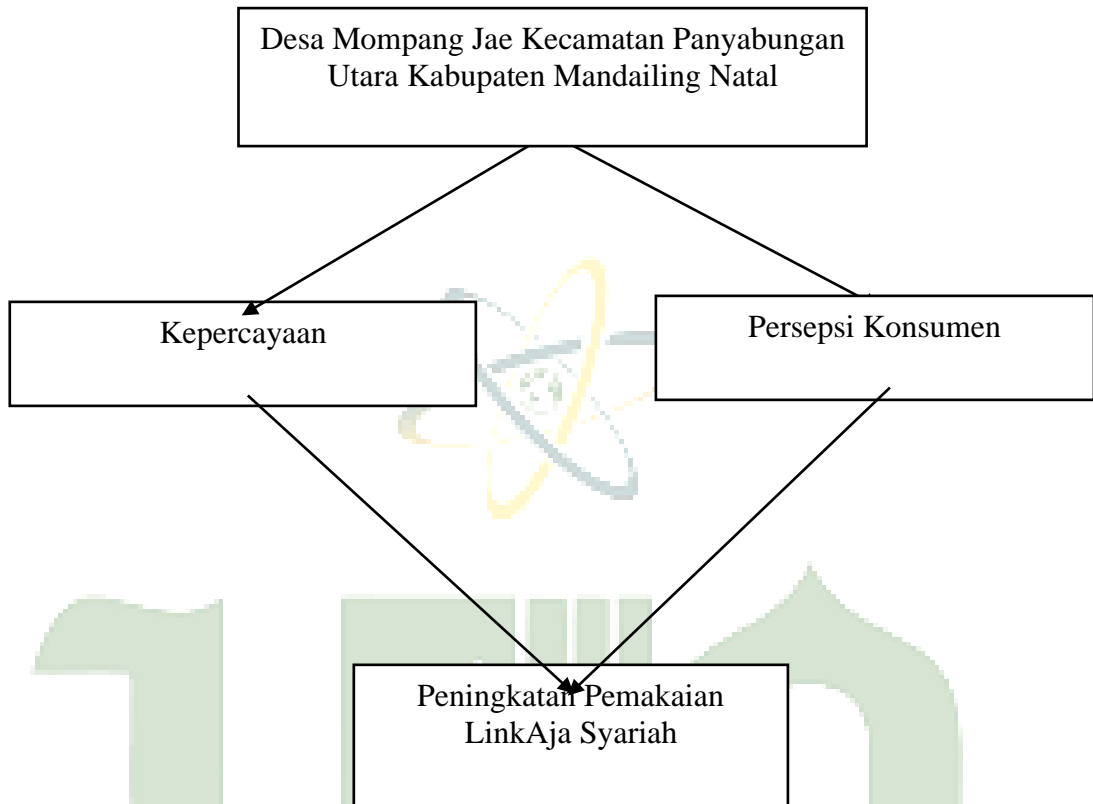 Desa Mompang Jae Kecamatan Panyabungan
Utara Kabupaten Mandailing Natal
Kepercayaan
Persepsi Konsumen
Peningkatan Pemakaian
LinkAja Syariah